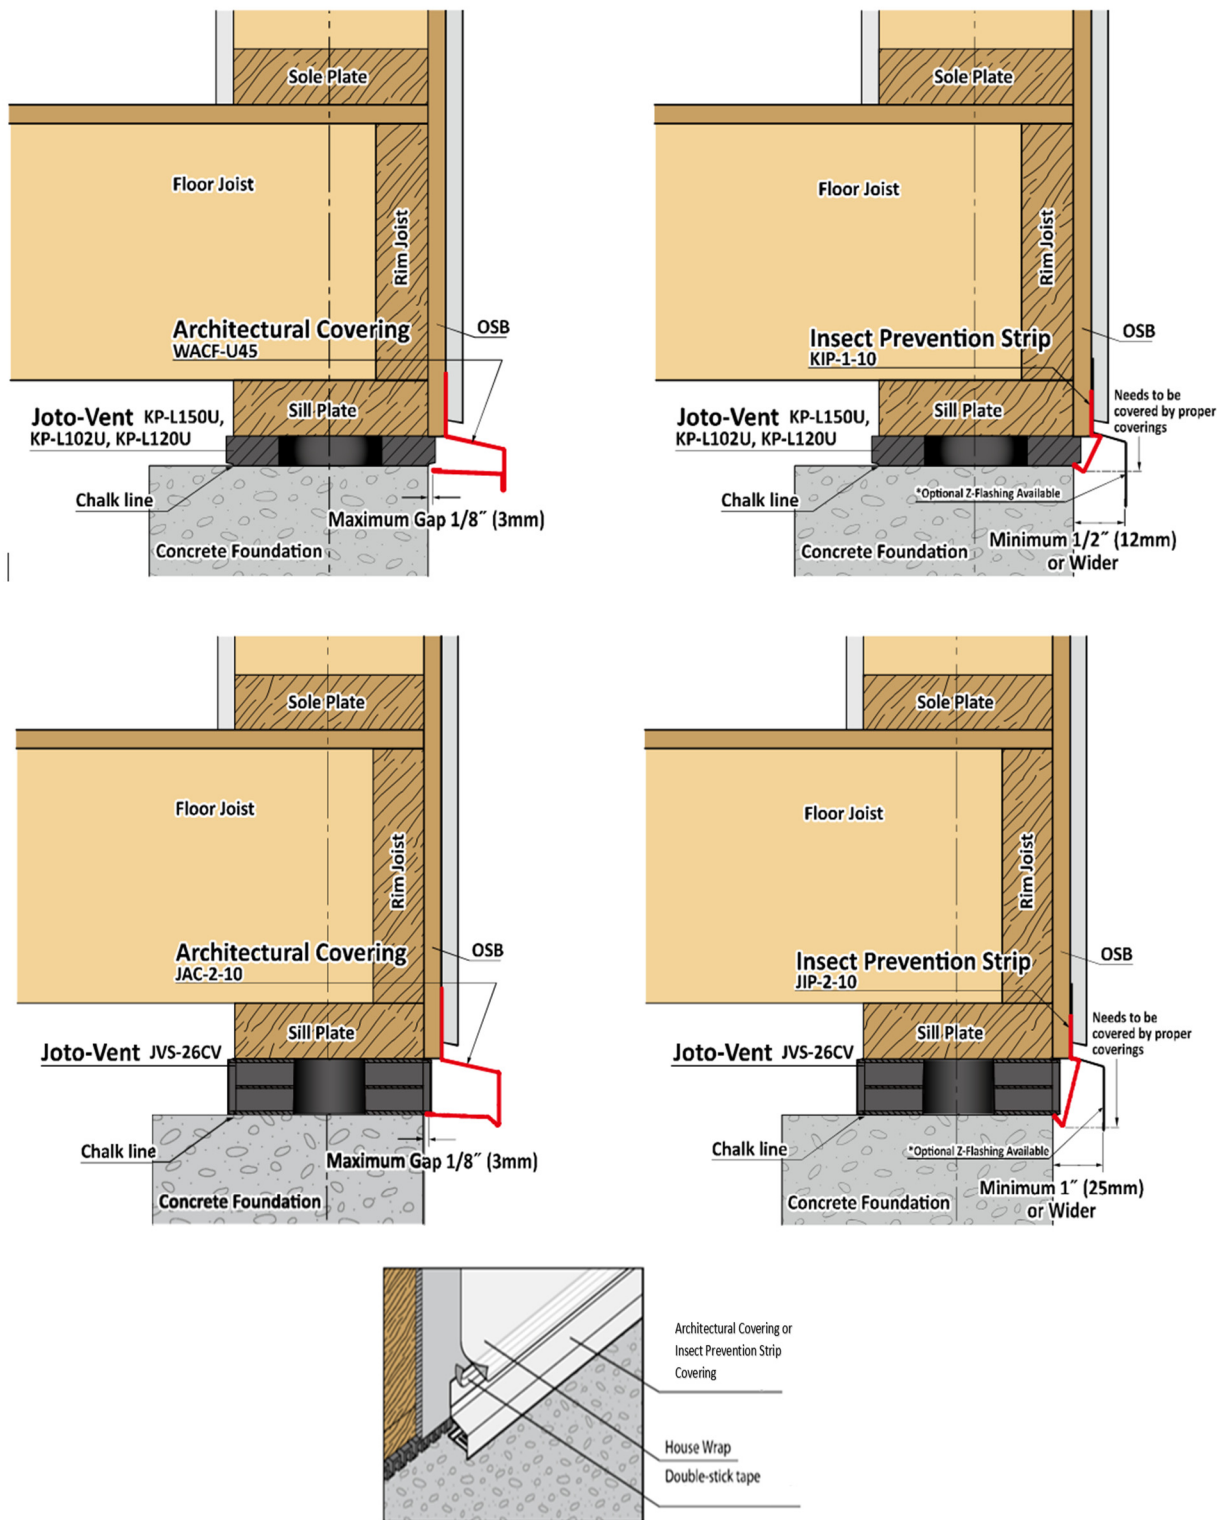 Sole Plate
Floor Joist
Rim Joist
Architectural Covering
WACF-U45
OSB
Sill Plate
Joto-Vent KP-L150U,
KP-L102U, KP-L120U
Chalk line
Maximum Gap 1/8″ (3mm)
Concrete Foundation
Sole Plate
Floor Joist
Rim Joist
Insect Prevention Strip
KIP-1-10
OSB
Needs to be
covered by proper
coverings
Sill Plate
Joto-Vent KP-L150U,
KP-L102U, KP-L120U
Chalk line
*Optional Z-Flashing Available
Minimum 1/2″ (12mm)
or Wider
Concrete Foundation
Sole Plate
Floor Joist
Rim Joist
Architectural Covering
JAC-2-10
OSB
Sill Plate
Joto-Vent JVS-26CV
Chalk line
Maximum Gap 1/8″ (3mm)
Concrete Foundation
Sole Plate
Floor Joist
Rim Joist
Insect Prevention Strip
JIP-2-10
OSB
Needs to be
covered by proper
coverings
Sill Plate
Joto-Vent JVS-26CV
Chalk line
*Optional Z-Flashing Available
Minimum 1″ (25mm)
or Wider
Concrete Foundation
Architectural Covering or
Insect Prevention Strip
Covering
House Wrap
Double-stick tape